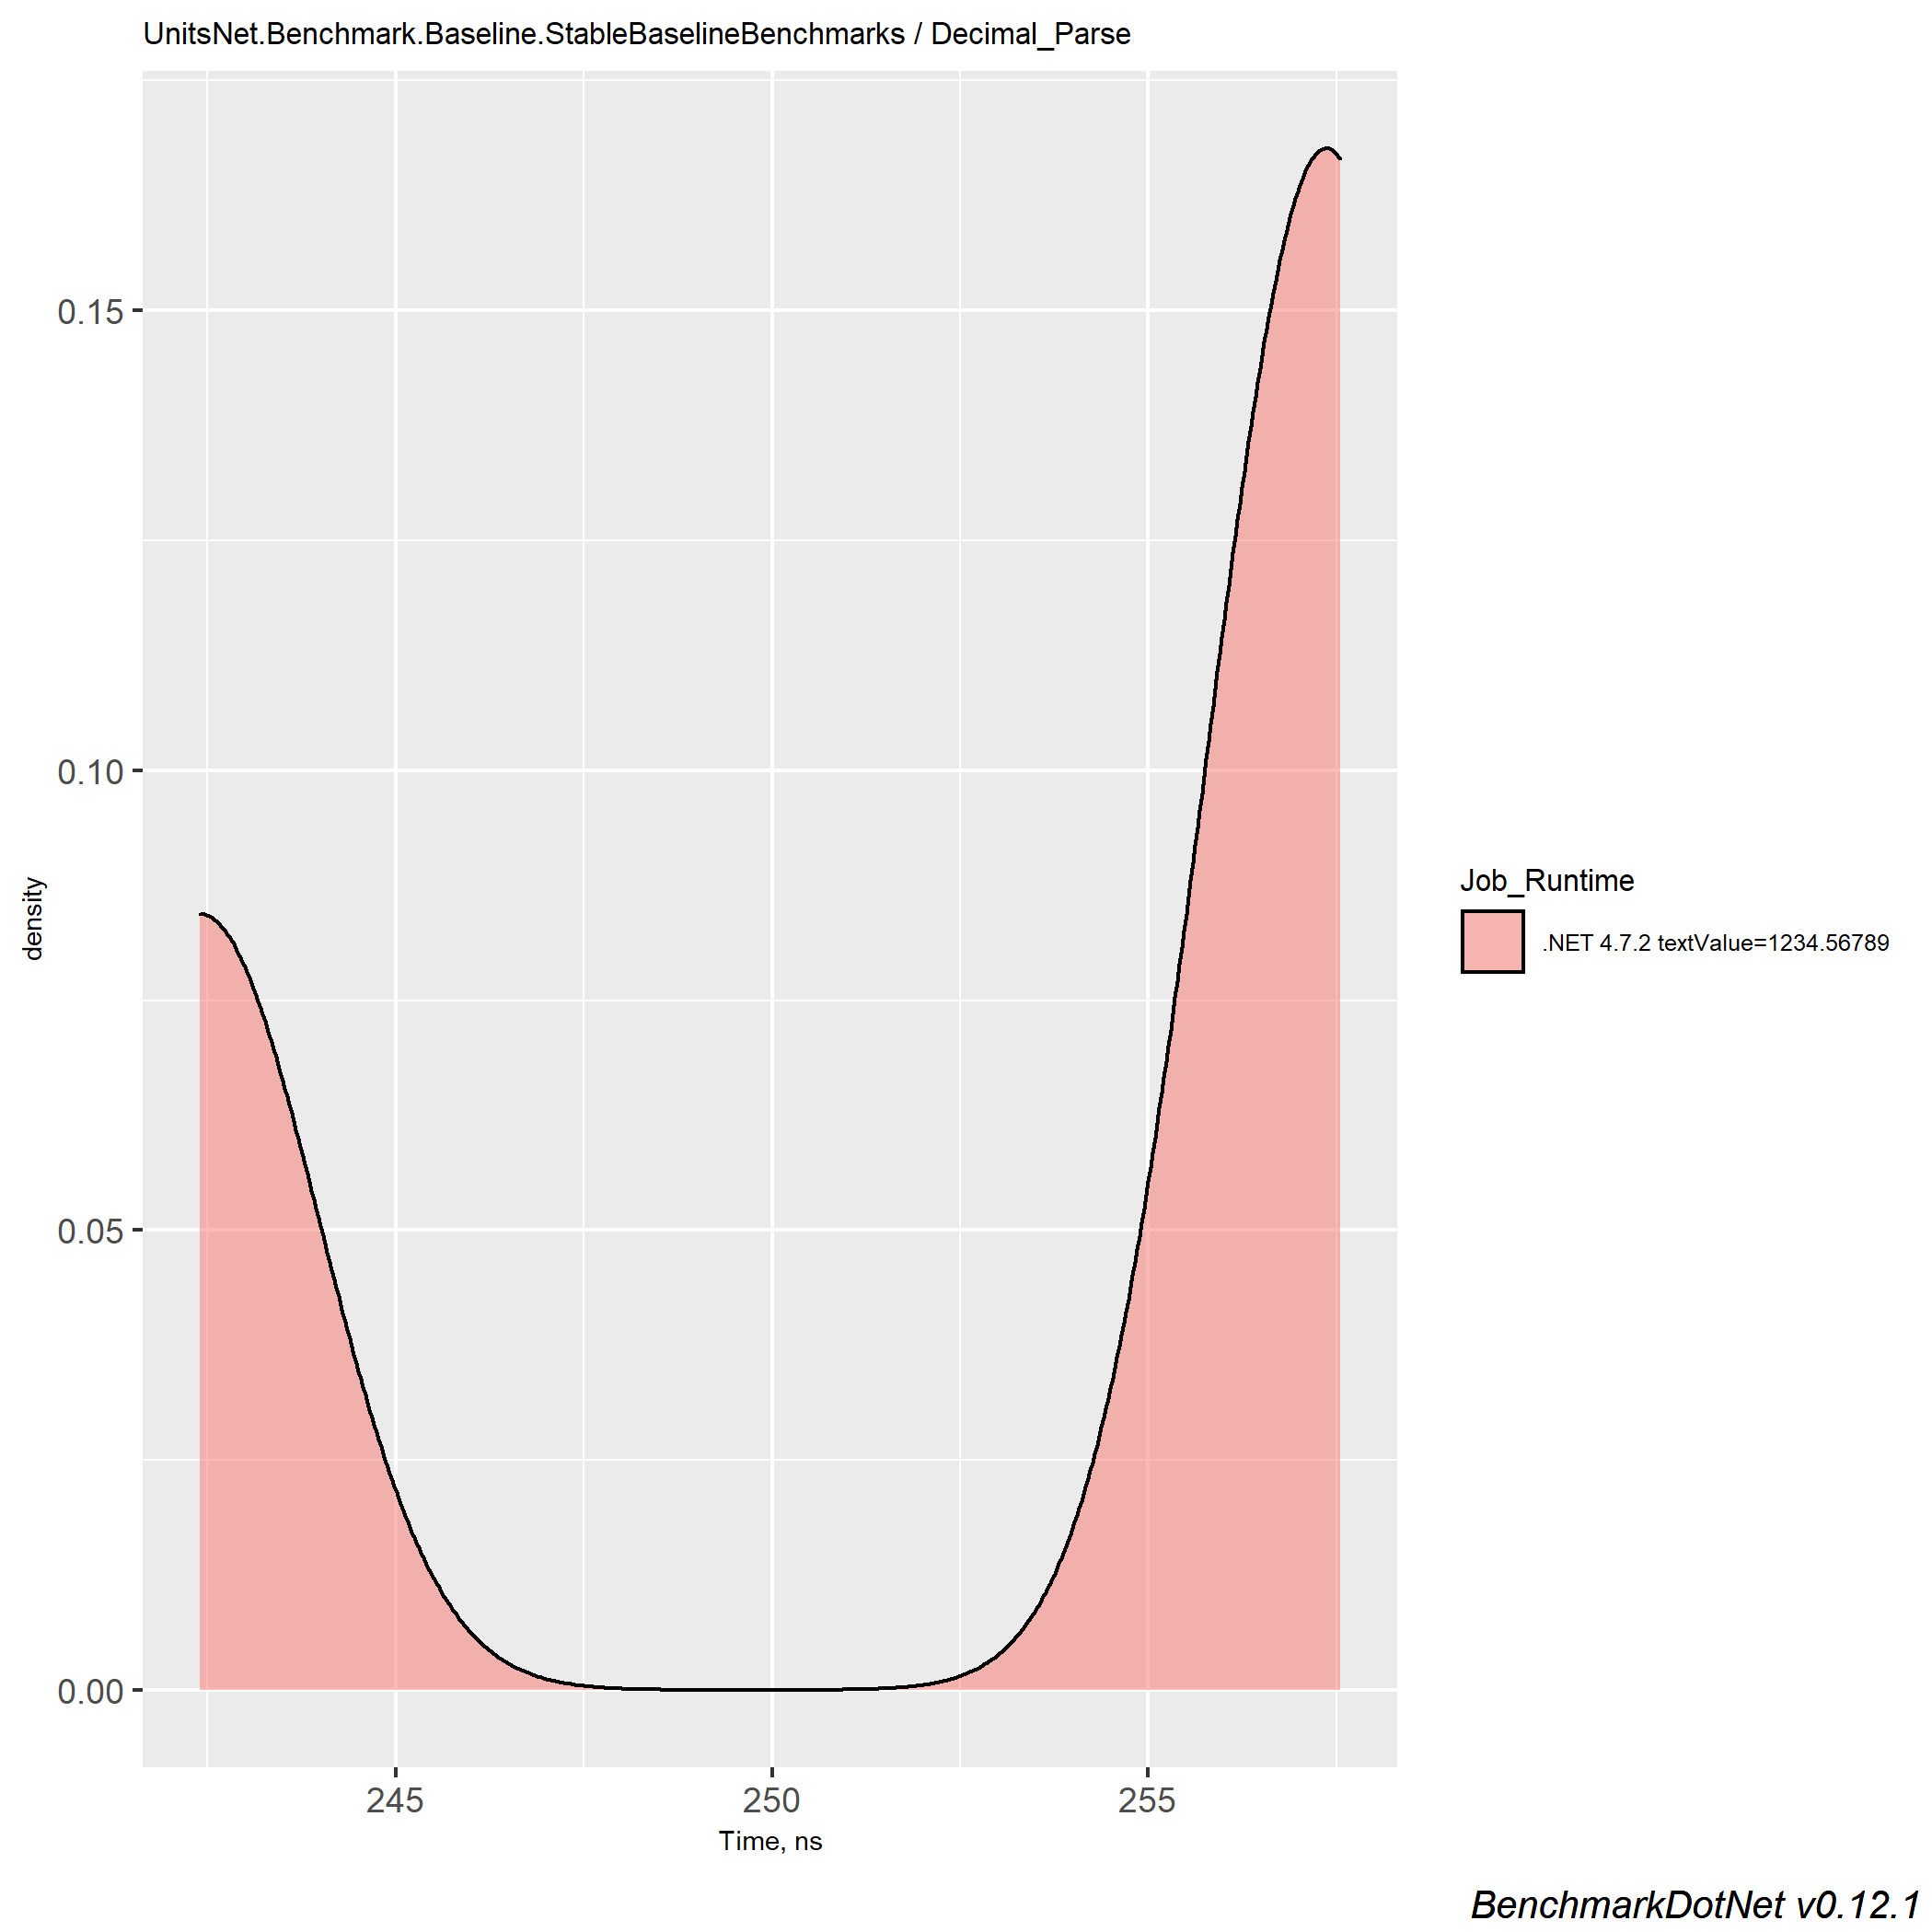 UnitsNet.Benchmark.Baseline.StableBaselineBenchmarks / Decimal_Parse
0.15
0.10
0.05
0.00
density
245 250 255
Time, ns
Job_Runtime
.NET 4.7.2 textValue=1234.56789
BenchmarkDotNet v0.12.1